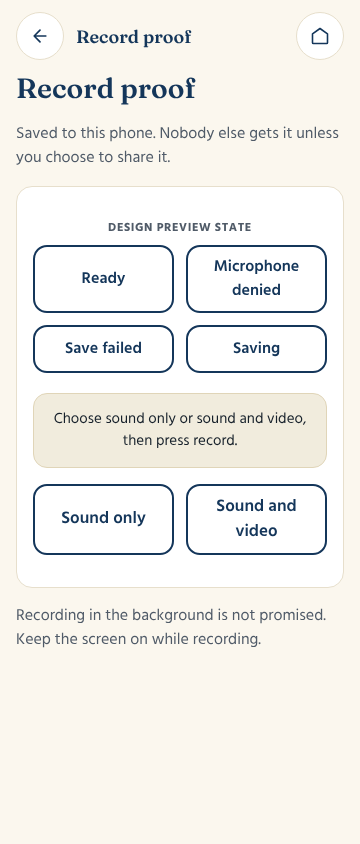 Record proof
Record proof
Saved to this phone. Nobody else gets it unless
you choose to share it.
DESIGN PREVIEW STATE
Ready
Microphone
denied
Save failed
Saving
Choose sound only or sound and video,
then press record.
Sound only
Sound and
video
Recording in the background is not promised.
Keep the screen on while recording.